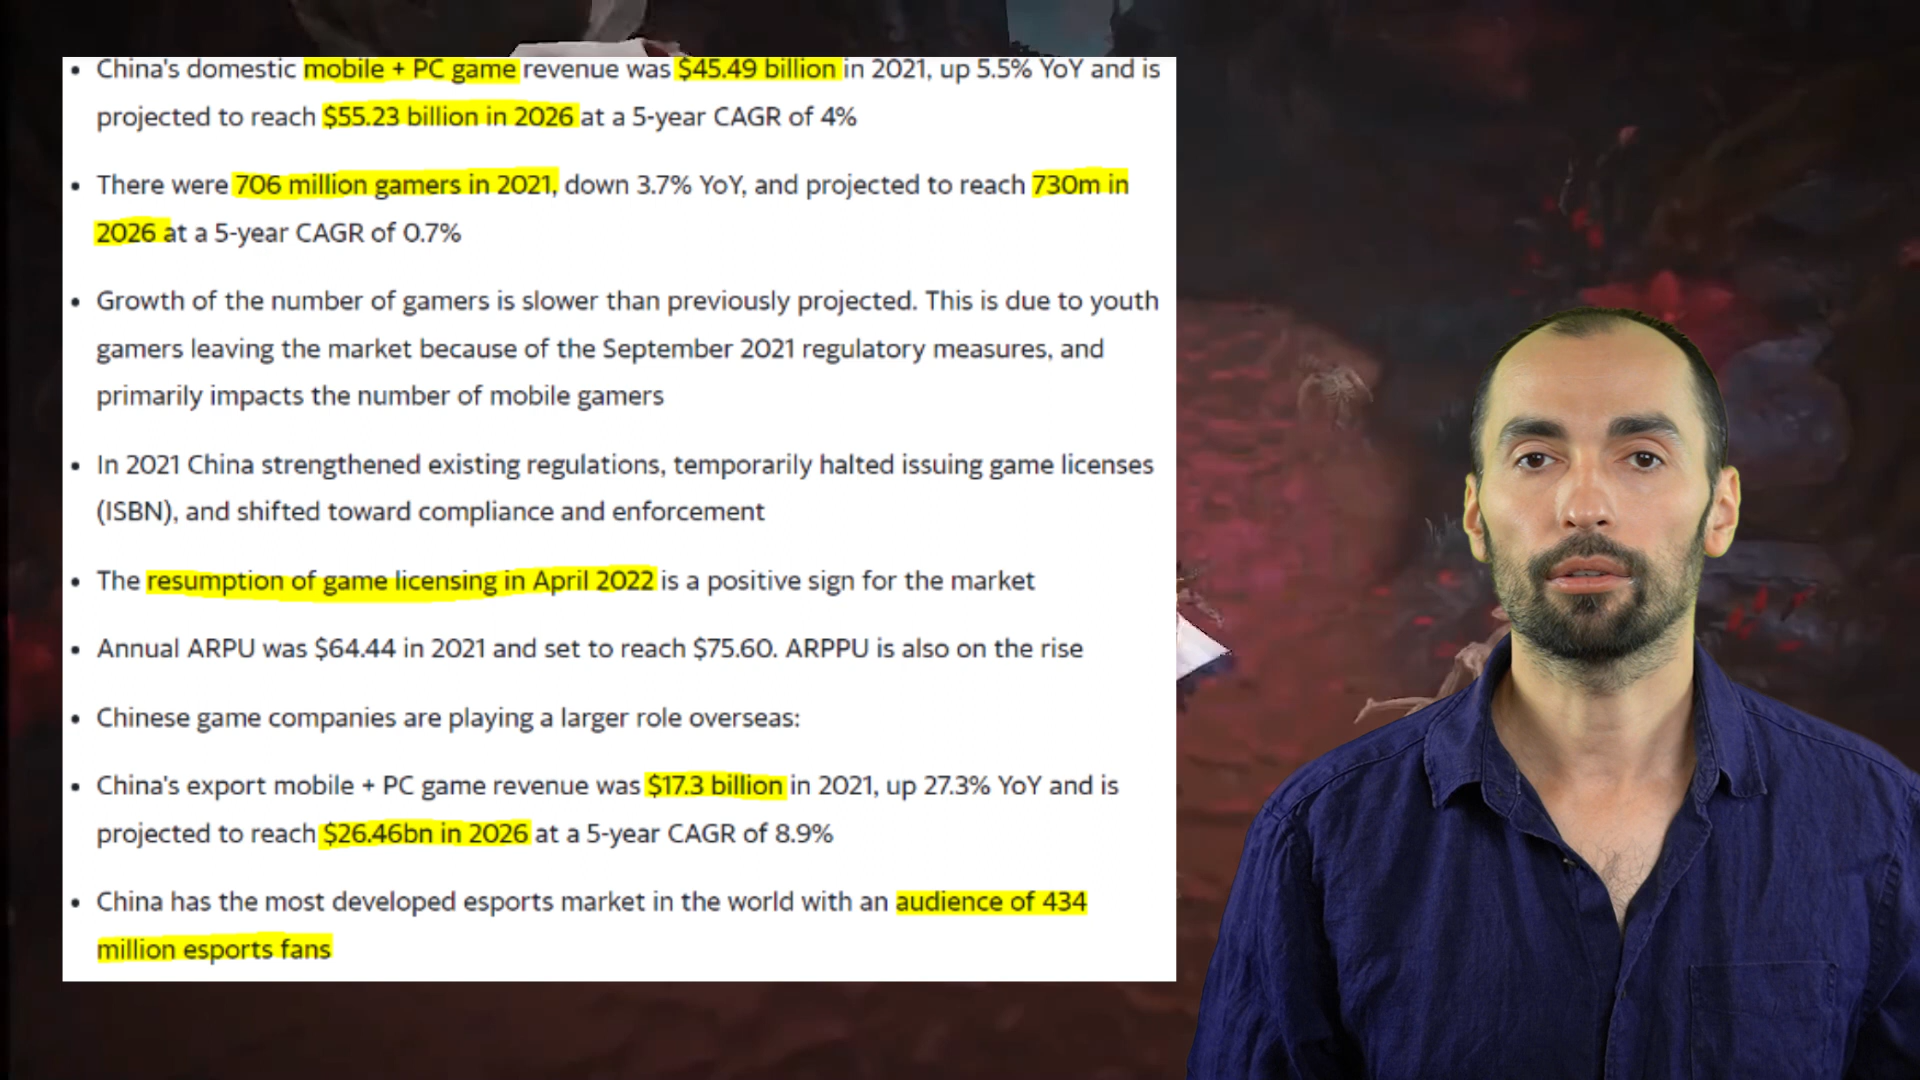 • China's domestic mobile + PC game revenue was $45.49 billion in 2021, up 5.5% YoY and is
projected to reach $55.23 billion in 2026 at a 5-year CAGR of 4%
• There were 706 million gamers in 2021, down 3.7% YoY, and projected to reach 730m in
2026 at a 5-year CAGR of 0.7%
• Growth of the number of gamers is slower than previously projected. This is due to youth
gamers leaving the market because of the September 2021 regulatory measures, and
primarily impacts the number of mobile gamers
• In 2021 China strengthened existing regulations, temporarily halted issuing game licenses
(ISBN), and shifted toward compliance and enforcement
• The resumption of game licensing in April 2022 is a positive sign for the market
• Annual ARPU was $64.44 in 2021 and set to reach $75.60. ARPPU is also on the rise
• Chinese game companies are playing a larger role overseas:
• China's export mobile + PC game revenue was $17.3 billion in 2021, up 27.3% YoY and is
projected to reach $26.46bn in 2026 at a 5-year CAGR of 8.9%
• China has the most developed esports market in the world with an audience of 434
million esports fans